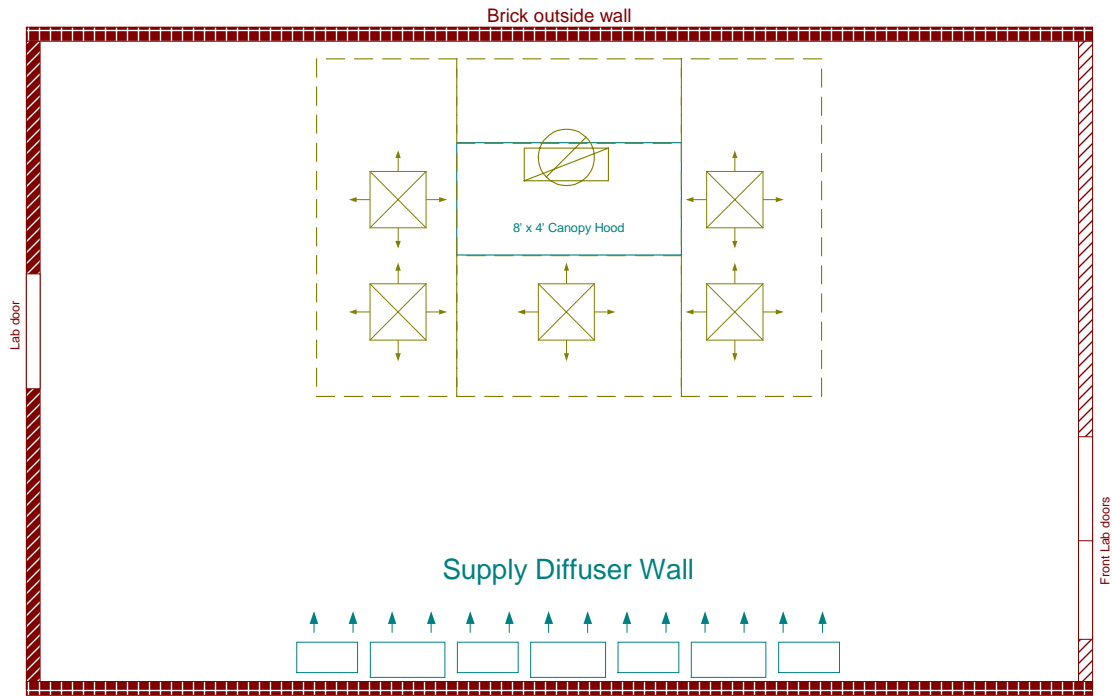 Brick outside wall
8' x 4' Canopy Hood
Lab door
Front Lab doors
Supply Diffuser Wall